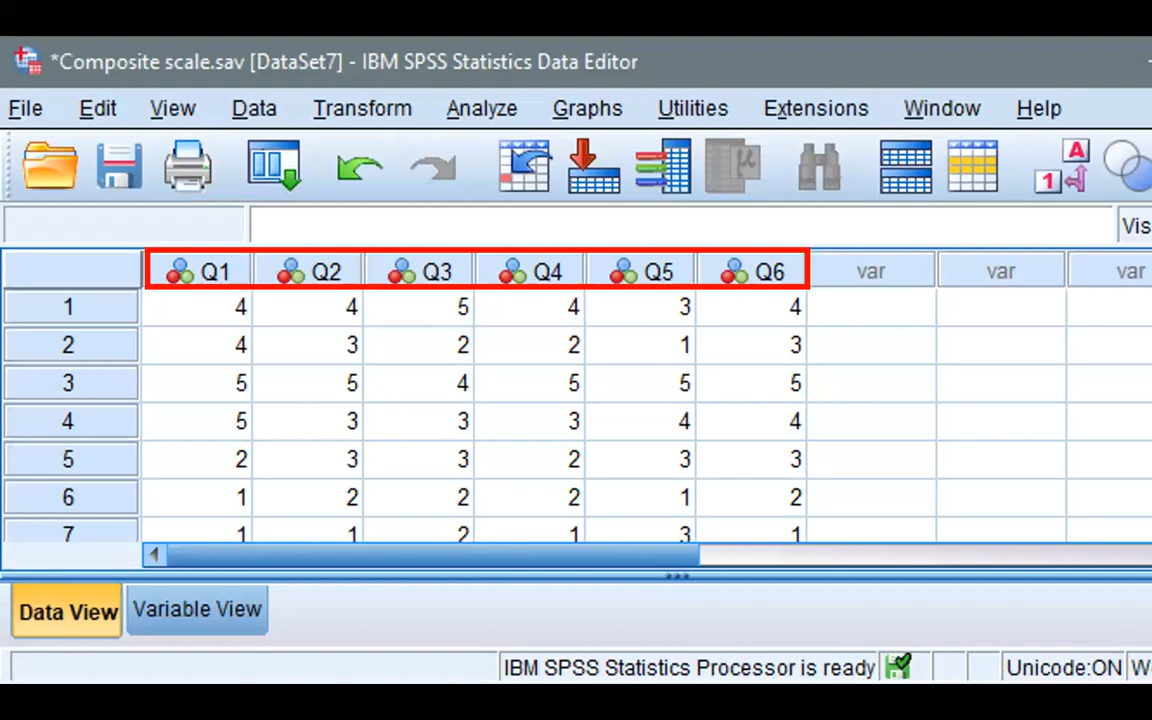 *Composite scale.sav [DataSet7] - IBM SPSS Statistics Data Editor
File Edit View Data Transform Analyze Graphs Utilities Extensions Window Help
A
μ
1
Vis
Q1 Q2 Q3 Q4 Q5 Q6 var var var
1 4 4 5 4 3 4
2 4 3 2 2 1 3
3 5 5 4 5 5 5
4 5 3 3 3 4 4
5 2 3 3 2 3 3
6 1 2 2 2 1 2
7 1 1 2 1 3 1
Data View Variable View
IBM SPSS Statistics Processor is ready Unicode:ON W